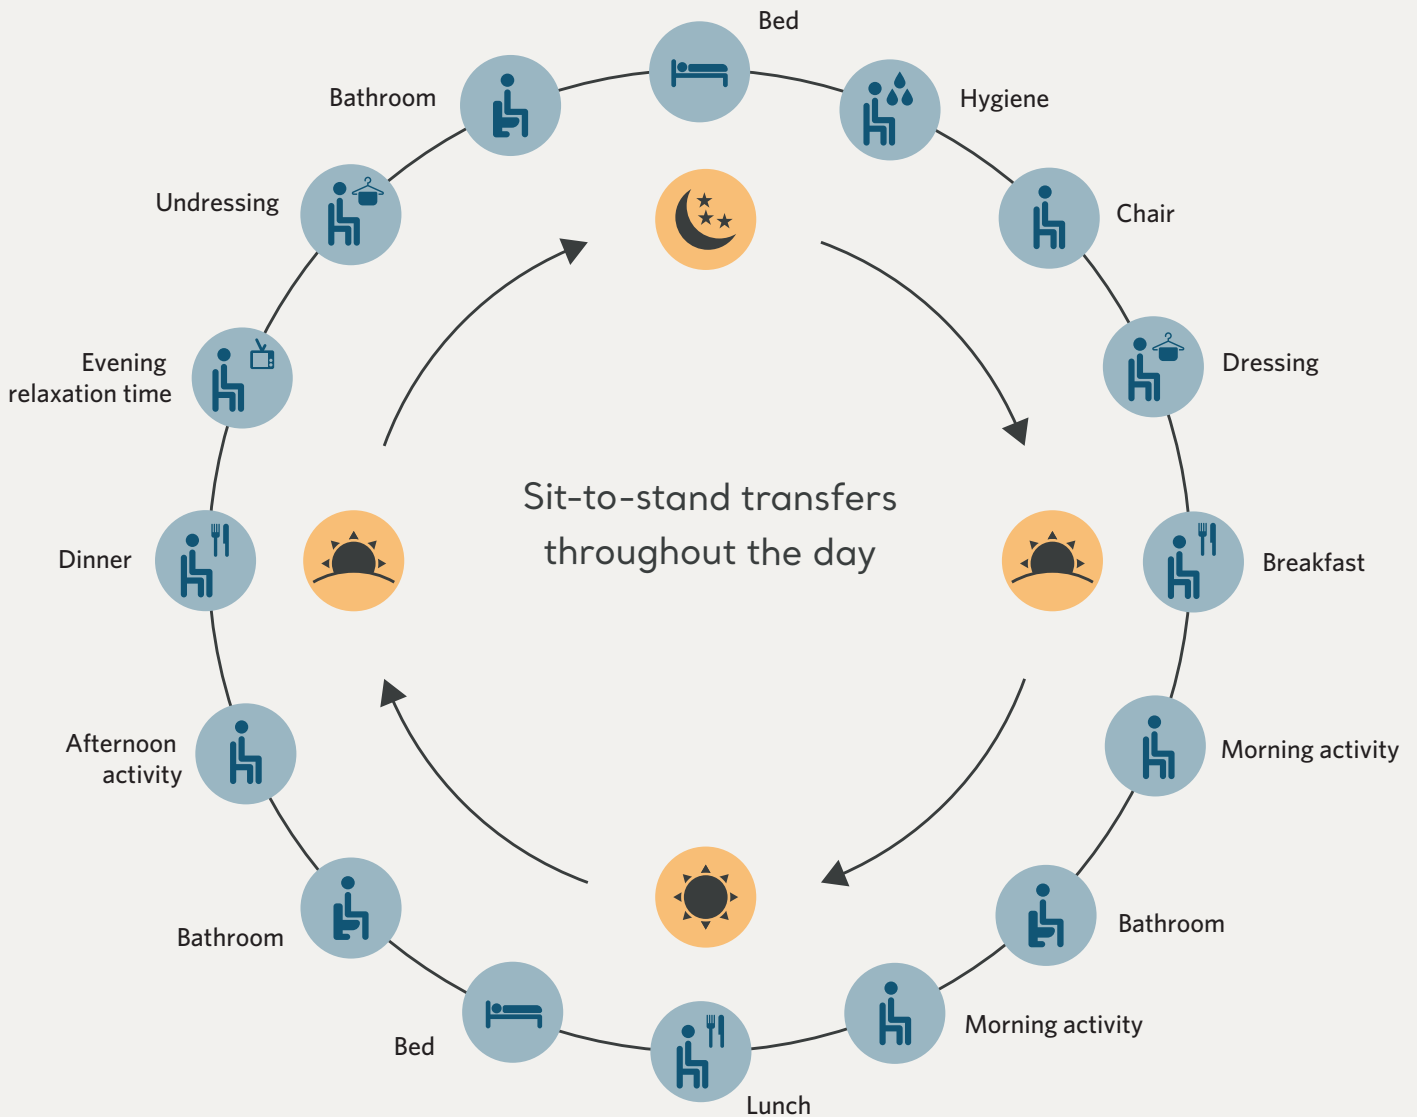 Bed
Hygiene
Chair
Dressing
Breakfast
Morning activity
Bathroom
Morning activity
Lunch
Bed
Bathroom
Afternoon
activity
Dinner
Evening
relaxation time
Undressing
Bathroom
Sit-to-stand transfers
throughout the day